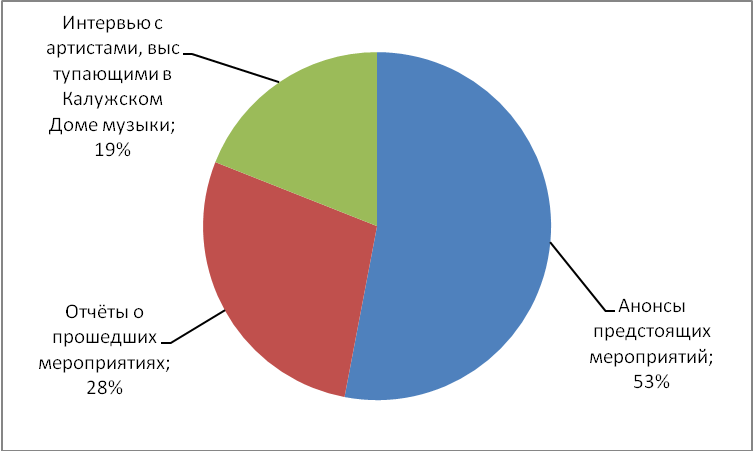 Интервью с
артистами, выс
тупающими в
Калужском
Доме музыки;
19%
Отчёты о
прошедших
мероприятиях;
28%
Анонсы
предстоящих
мероприятий;
53%